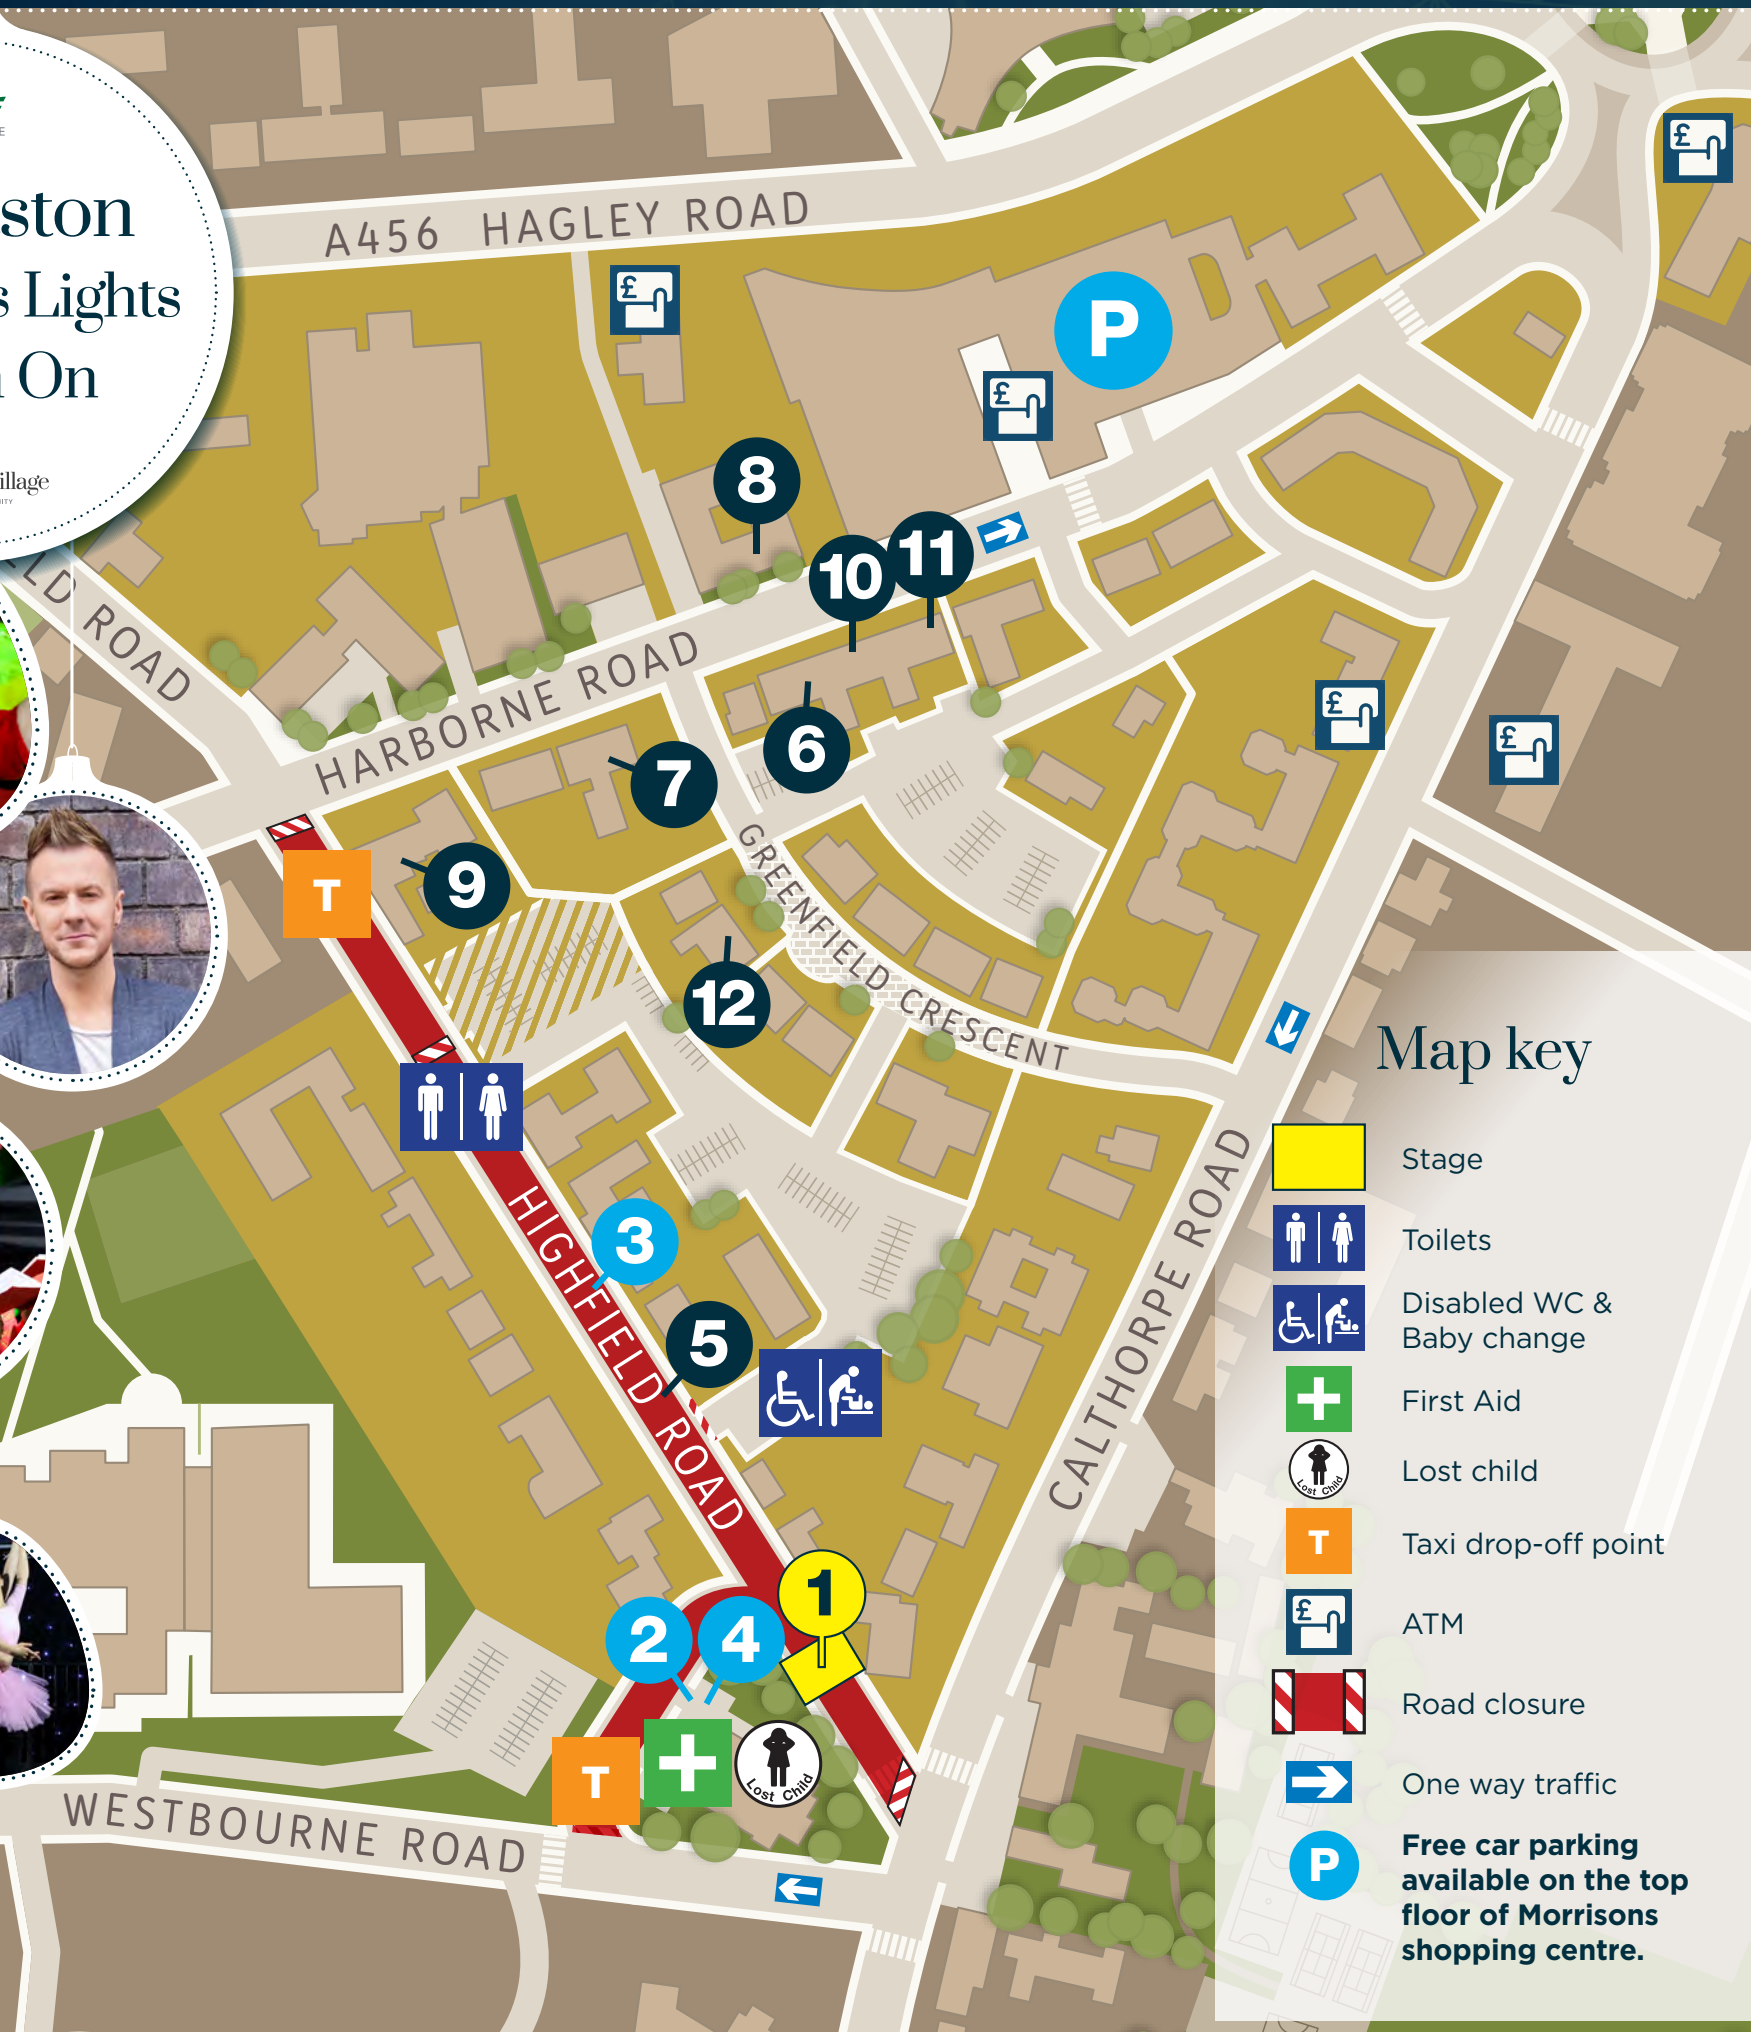 ston
s Lights
On
illage
A456 HAGLEY ROAD
£
£
£
£
£
P
8
10
11
LD ROAD
HARBORNE ROAD
6
7
9
T
GREENFIELD CRESCENT
12
HIGHFIELD ROAD
3
5
CALTHORPE ROAD
1
2
4
T
Lost Child
WESTBOURNE ROAD
Map key
Stage
Toilets
Disabled WC &
Baby change
First Aid
Lost Child
Lost child
T
Taxi drop-off point
£
ATM
Road closure
One way traffic
P
Free car parking
available on the top
floor of Morrisons
shopping centre.